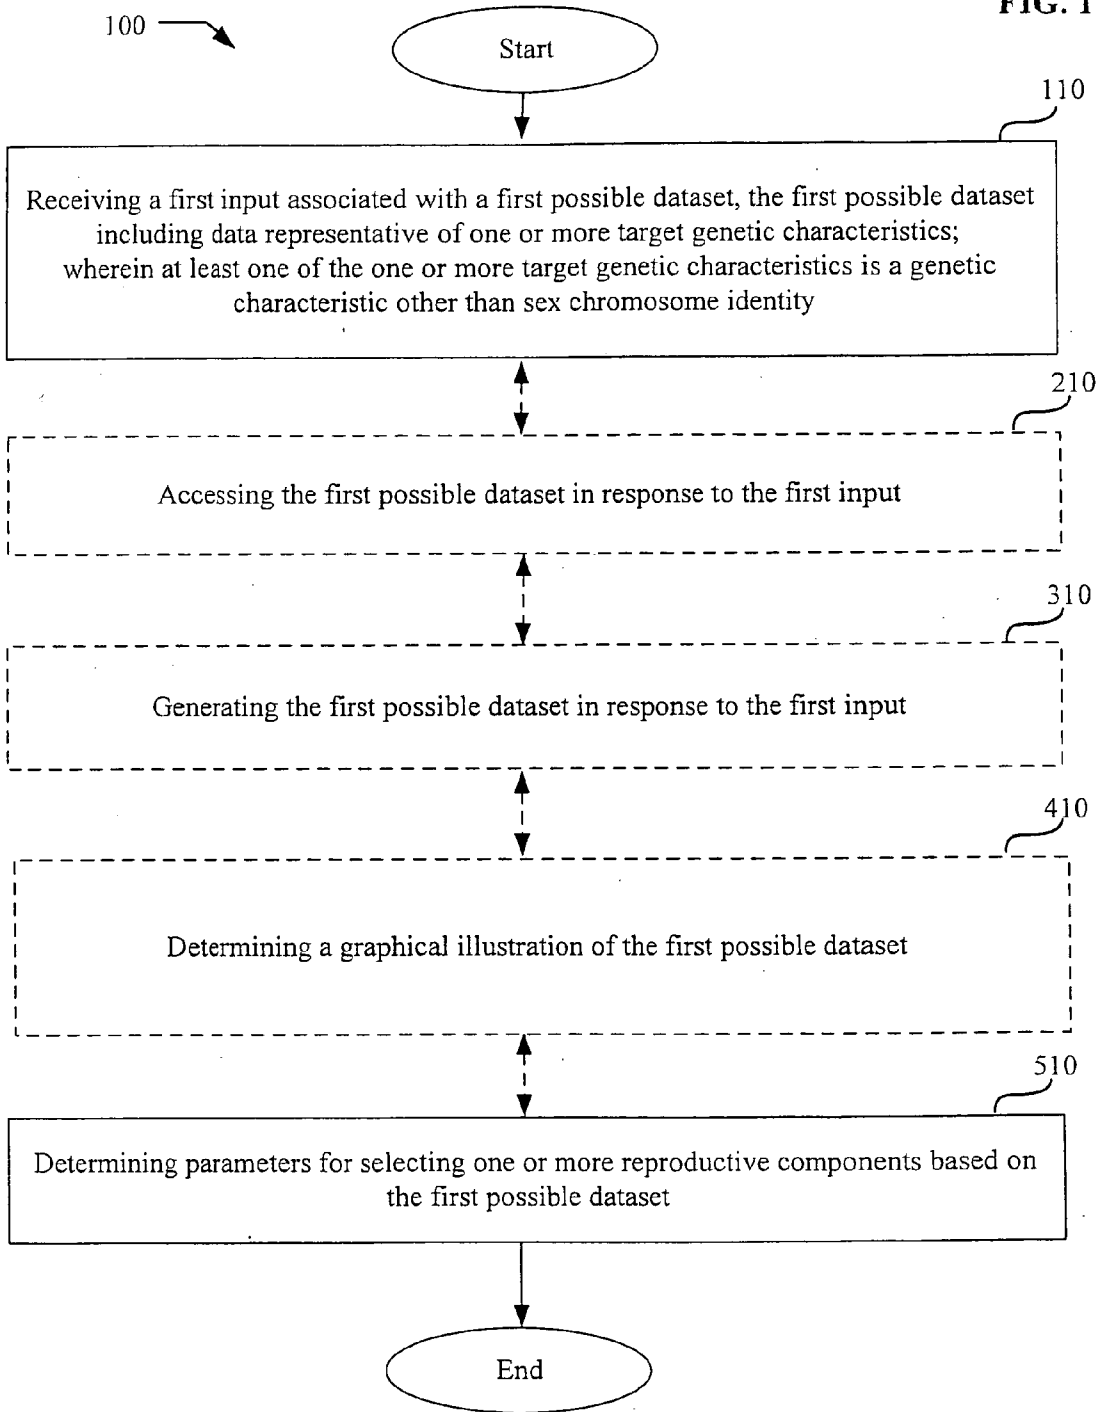 FIG. 1
100
Start
110
Receiving a first input associated with a first possible dataset, the first possible dataset
including data representative of one or more target genetic characteristics;
wherein at least one of the one or more target genetic characteristics is a genetic
characteristic other than sex chromosome identity
210
Accessing the first possible dataset in response to the first input
310
Generating the first possible dataset in response to the first input
410
Determining a graphical illustration of the first possible dataset
510
Determining parameters for selecting one or more reproductive components based on
the first possible dataset
End